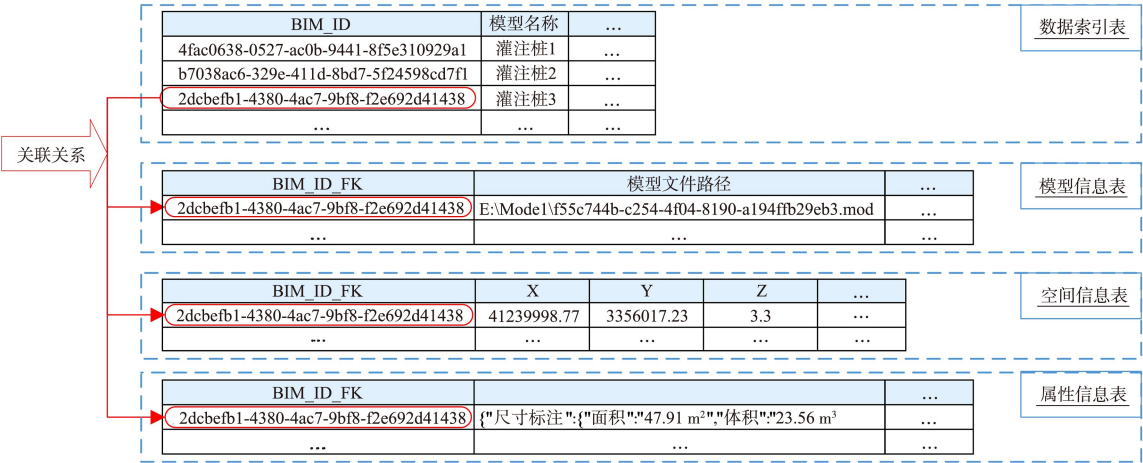 BIM_ID 模型名称 …
数据索引表
4fac0638-0527-ac0b-9441-8f5e310929a1 灌注桩1 …
b7038ac6-329e-411d-8bd7-5f24598cd7f1 灌注桩2 …
2dcbefb1-4380-4ac7-9bf8-f2e692d41438 灌注桩3 …
… … …
关联关系
BIM_ID_FK 模型文件路径 …
模型信息表
2dcbefb1-4380-4ac7-9bf8-f2e692d41438 E:\Mode1\f55c744b-c254-4f04-8190-a194ffb29eb3.mod …
… … …
BIM_ID_FK X Y Z …
空间信息表
2dcbefb1-4380-4ac7-9bf8-f2e692d41438 41239998.77 3356017.23 3.3 …
… … … … …
BIM_ID_FK …
属性信息表
2dcbefb1-4380-4ac7-9bf8-f2e692d41438 {"尺寸标注":{"面积":"47.91 m²","体积":"23.56 m³ …
… … …